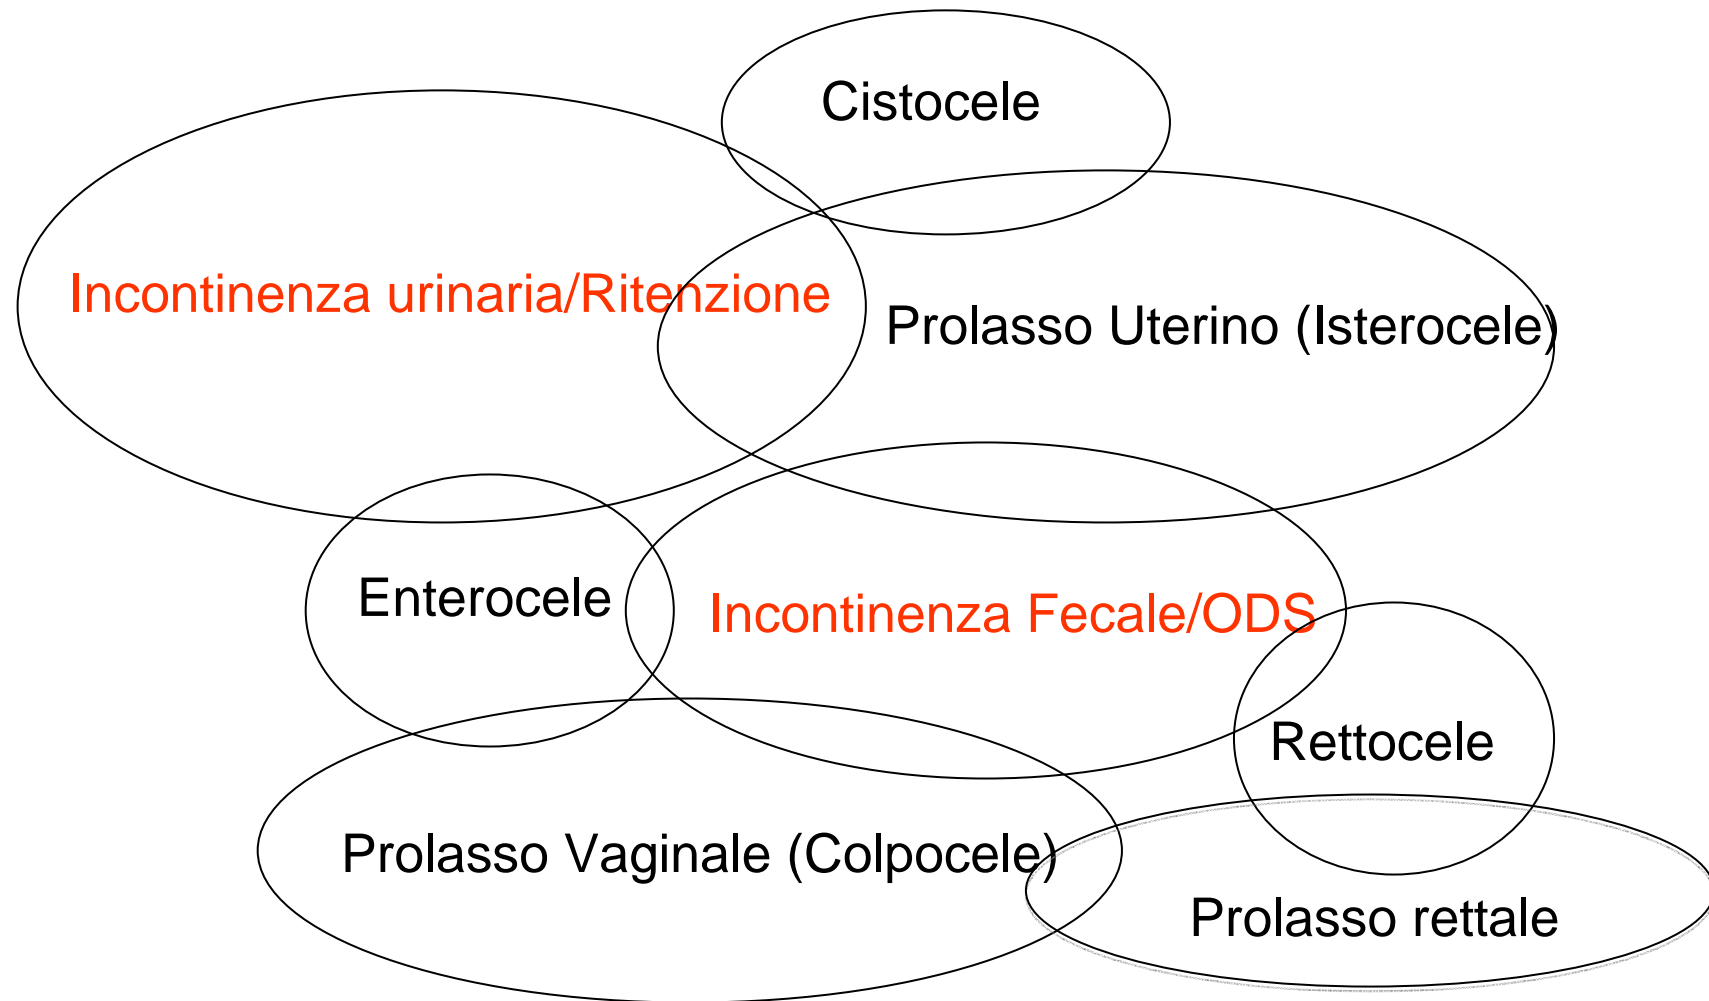 Cistocele
Incontinenza urinaria/Ritenzione
Prolasso Uterino (Isterocele)
Enterocele
Incontinenza Fecale/ODS
Rettocele
Prolasso Vaginale (Colpocele)
Prolasso rettale